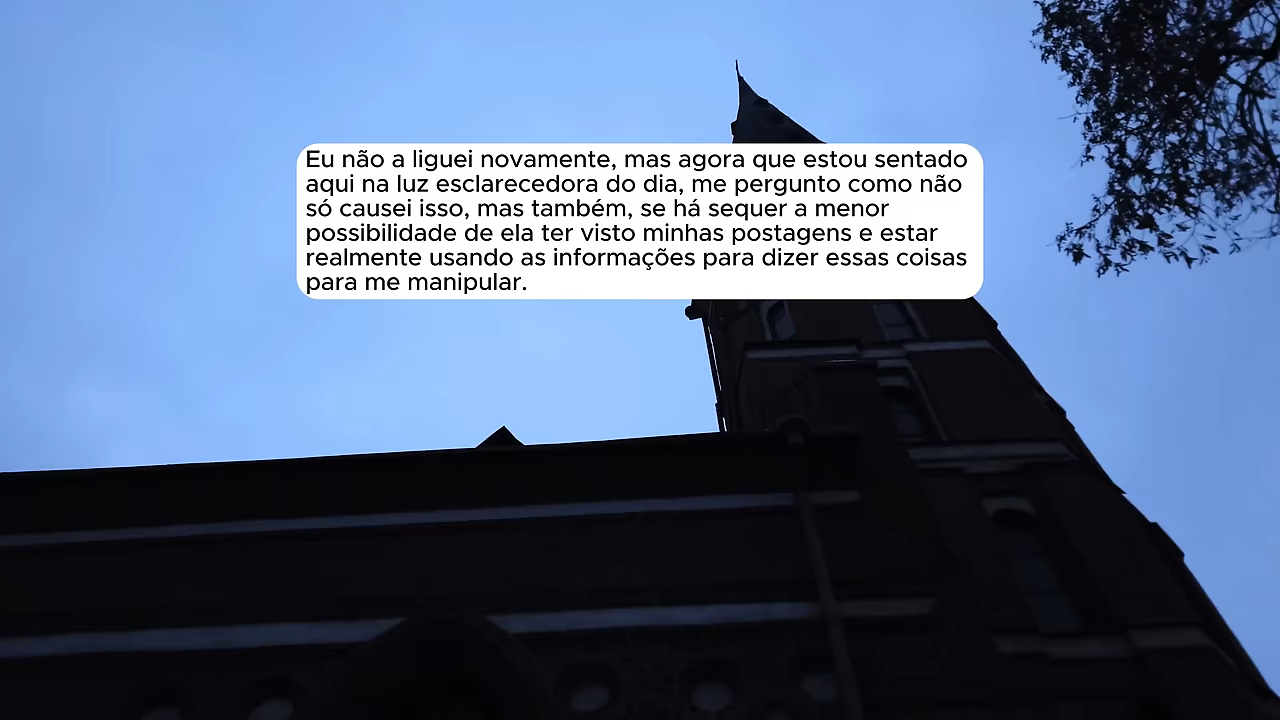 Eu não a liguei novamente, mas agora que estou sentado
aqui na luz esclarecedora do dia, me pergunto como não
só causei isso, mas também, se há sequer a menor
possibilidade de ela ter visto minhas postagens e estar
realmente usando as informações para dizer essas coisas
para me manipular.